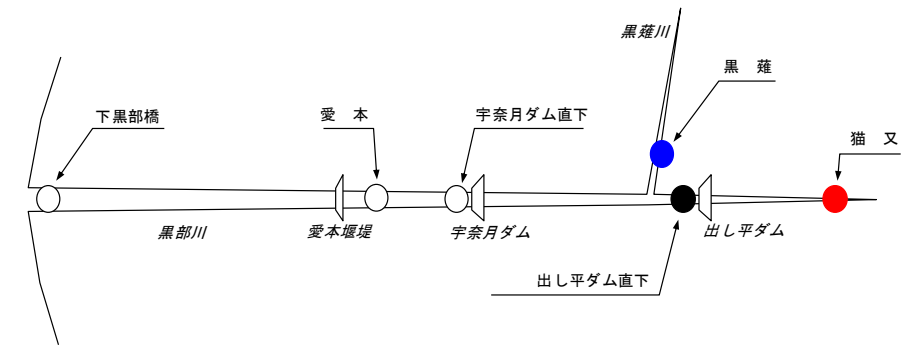 黒薙川
黒 薙
下黒部橋
愛 本
宇奈月ダム直下
猫 又
黒部川
愛本堰堤
宇奈月ダム
出し平ダム
出し平ダム直下